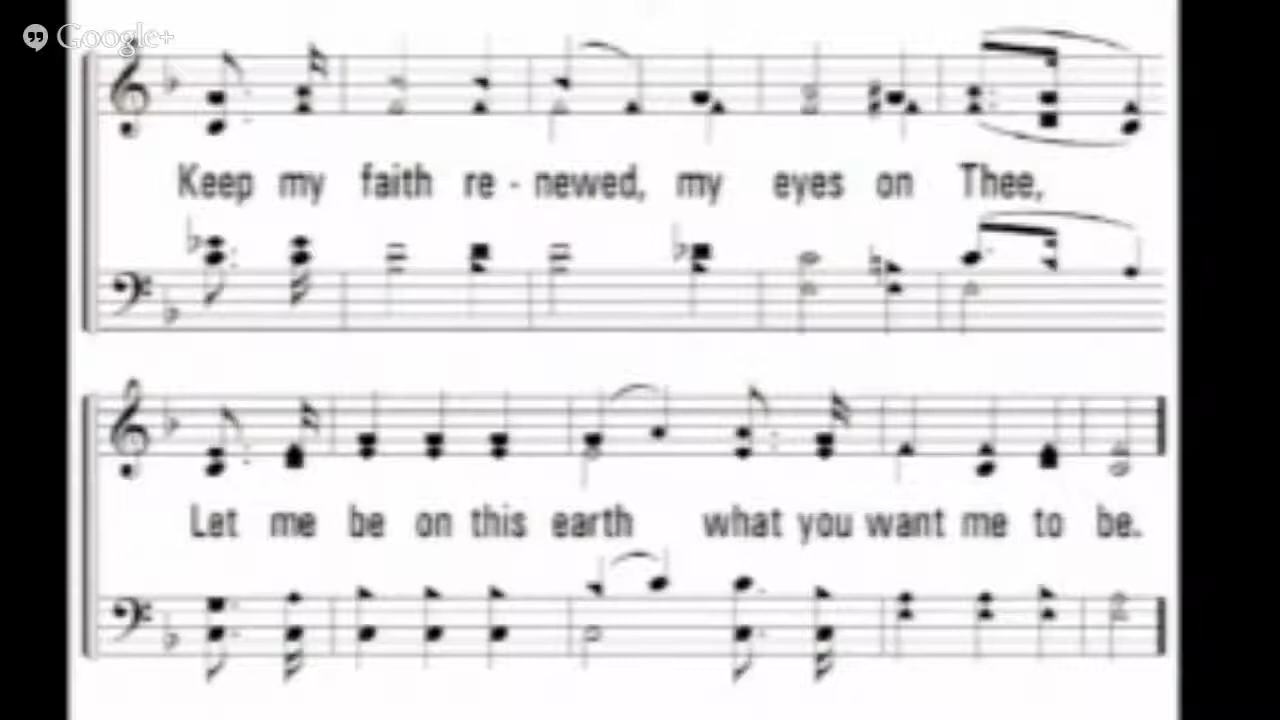 Google+
Keep my faith re - newed, my eyes on Thee,
Let me be on this earth what you want me to be.